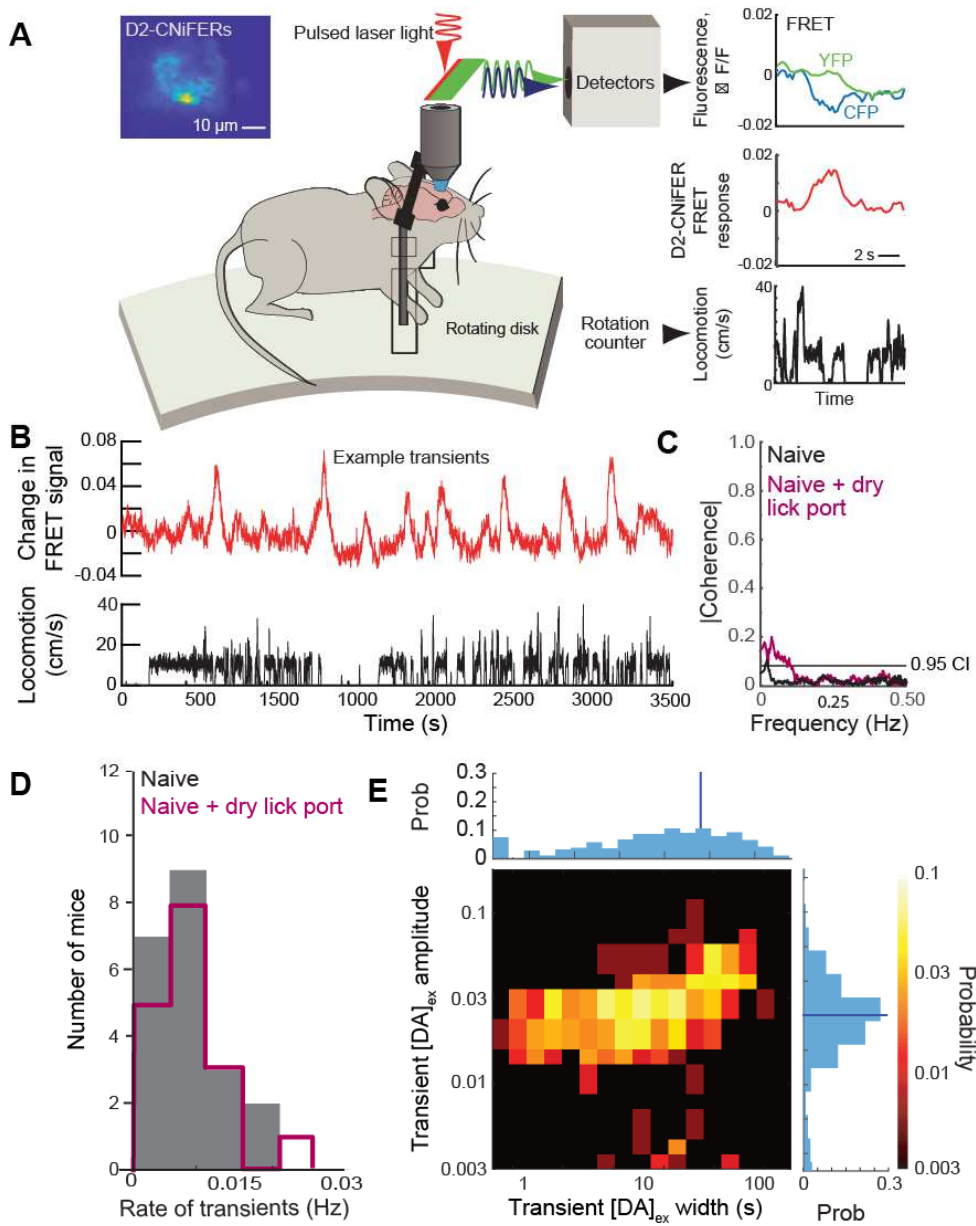 A
D2-CNiFERs
10 μm
Pulsed laser light
Detectors
Fluorescence,
F/F
0.02
0
-0.02
FRET
YFP
CFP
D2-CNiFER
FRET
response
0.02
0
-0.02
2 s
Rotating disk
Rotation
counter
Locomotion
(cm/s)
40
0
Time
B
Change in
FRET signal
0.08
0.04
0
-0.04
Example transients
Locomotion
(cm/s)
40
20
0
0 500 1500 1000 2000 2500 3000 3500
Time (s)
C
Naive
Naive + dry
lick port
|Coherence|
1.0
0.8
0.6
0.4
0.2
0
0.95 CI
0 0.25 0.50
Frequency (Hz)
D
Naive
Naive + dry lick port
Number of mice
12
10
8
6
4
2
0
0 0.015 0.03
Rate of transients (Hz)
E
Prob
0.3
0.2
0.1
0
Transient [DA]ex amplitude
0.1
0.03
0.01
0.003
1 10 100
Transient [DA]ex width (s)
0 0.3
Prob
0.1
0.03
0.01
0.003
Probability